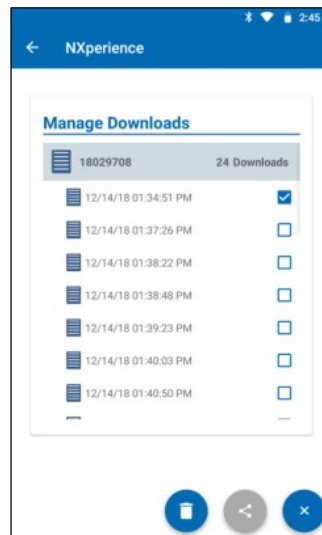 2:45
NXperience
Manage Downloads
18029708 24 Downloads
12/14/18 01:34:51 PM
12/14/18 01:37:26 PM
12/14/18 01:38:22 PM
12/14/18 01:38:48 PM
12/14/18 01:39:23 PM
12/14/18 01:40:03 PM
12/14/18 01:40:50 PM